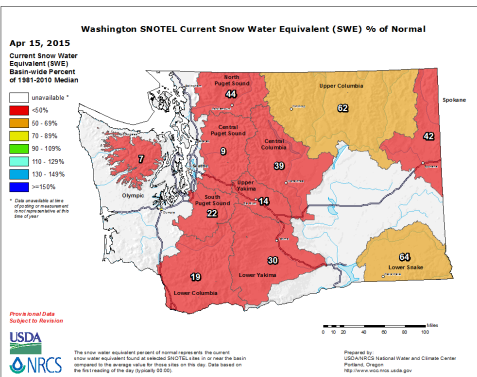 Washington SNOTEL Current Snow Water Equivalent (SWE) % of Normal
Apr 15, 2015
Current Snow Water
Equivalent (SWE)
Basin-wide Percent
of 1981-2010 Median
unavailable *
<50%
50 - 69%
70 - 89%
90 - 109%
110 - 129%
130 - 149%
>=150%
* Data unavailable at time
of posting or measurement
is not representative at this
time of year
North
Puget Sound
44
Upper Columbia
62
Spokane
42
Central
Puget Sound
9
Central
Columbia
39
7
Olympic
Upper
Yakima
14
South
Puget Sound
22
30
Lower Yakima
19
Lower Columbia
64
Lower Snake
Provisional Data
Subject to Revision
USDA
NRCS
The snow water equivalent percent of normal represents the current
snow water equivalent found at selected SNOTEL sites in or near the basin
compared to the average value for those sites on this day. Data based on
the first reading of the day (typically 00:00).
Miles
Prepared by:
USDA/NRCS National Water and Climate Center
Portland, Oregon
http://www.wcc.nrcs.usda.gov